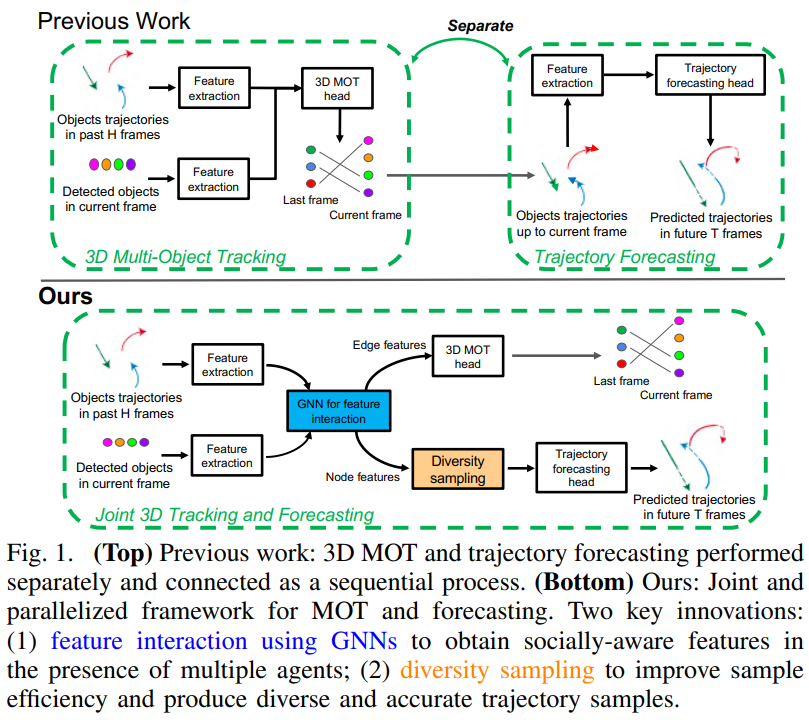 Previous Work
Separate
Feature
extraction
3D MOT
head
Objects trajectories
in past H frames
Feature
extraction
Detected objects
in current frame
Last frame
Current frame
3D Multi-Object Tracking
Feature
extraction
Trajectory
forecasting head
Objects trajectories
up to current frame
Predicted trajectories
in future T frames
Trajectory Forecasting
Ours
Feature
extraction
Objects trajectories
in past H frames
Feature
extraction
Detected objects
in current frame
GNN for feature
interaction
Edge features
3D MOT
head
Last frame
Current frame
Node features
Diversity
sampling
Trajectory
forecasting
head
Predicted trajectories
in future T frames
Joint 3D Tracking and Forecasting
Fig. 1. (Top) Previous work: 3D MOT and trajectory forecasting performed
separately and connected as a sequential process. (Bottom) Ours: Joint and
parallelized framework for MOT and forecasting. Two key innovations:
(1) feature interaction using GNNs to obtain socially-aware features in
the presence of multiple agents; (2) diversity sampling to improve sample
efficiency and produce diverse and accurate trajectory samples.